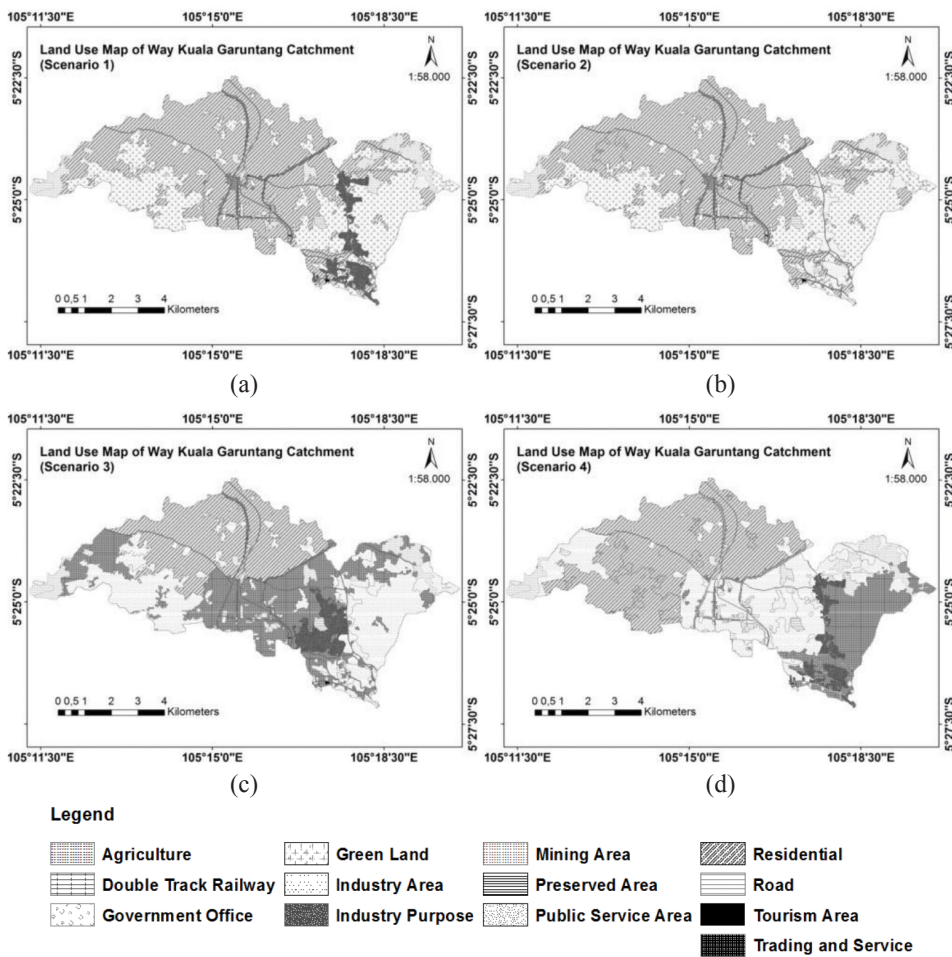 105°11'30"E 105°15'0"E 105°18'30"E
Land Use Map of Way Kuala Garuntang Catchment
(Scenario 1)
N
1:58.000
5°22'30"S
5°25'0"S
5°27'30"S
0 0,5 1 2 3 4
Kilometers
105°11'30"E 105°15'0"E 105°18'30"E
(a)
105°11'30"E 105°15'0"E 105°18'30"E
Land Use Map of Way Kuala Garuntang Catchment
(Scenario 2)
N
1:58.000
5°22'30"S
5°25'0"S
5°27'30"S
0 0,5 1 2 3 4
Kilometers
105°11'30"E 105°15'0"E 105°18'30"E
(b)
105°11'30"E 105°15'0"E 105°18'30"E
Land Use Map of Way Kuala Garuntang Catchment
(Scenario 3)
N
1:58.000
5°22'30"S
5°25'0"S
5°27'30"S
0 0,5 1 2 3 4
Kilometers
105°11'30"E 105°15'0"E 105°18'30"E
(c)
105°11'30"E 105°15'0"E 105°18'30"E
Land Use Map of Way Kuala Garuntang Catchment
(Scenario 4)
N
1:58.000
5°22'30"S
5°25'0"S
5°27'30"S
0 0,5 1 2 3 4
Kilometers
105°11'30"E 105°15'0"E 105°18'30"E
(d)
Legend
Agriculture Green Land Mining Area Residential
Double Track Railway Industry Area Preserved Area Road
Government Office Industry Purpose Public Service Area Tourism Area
Trading and Service